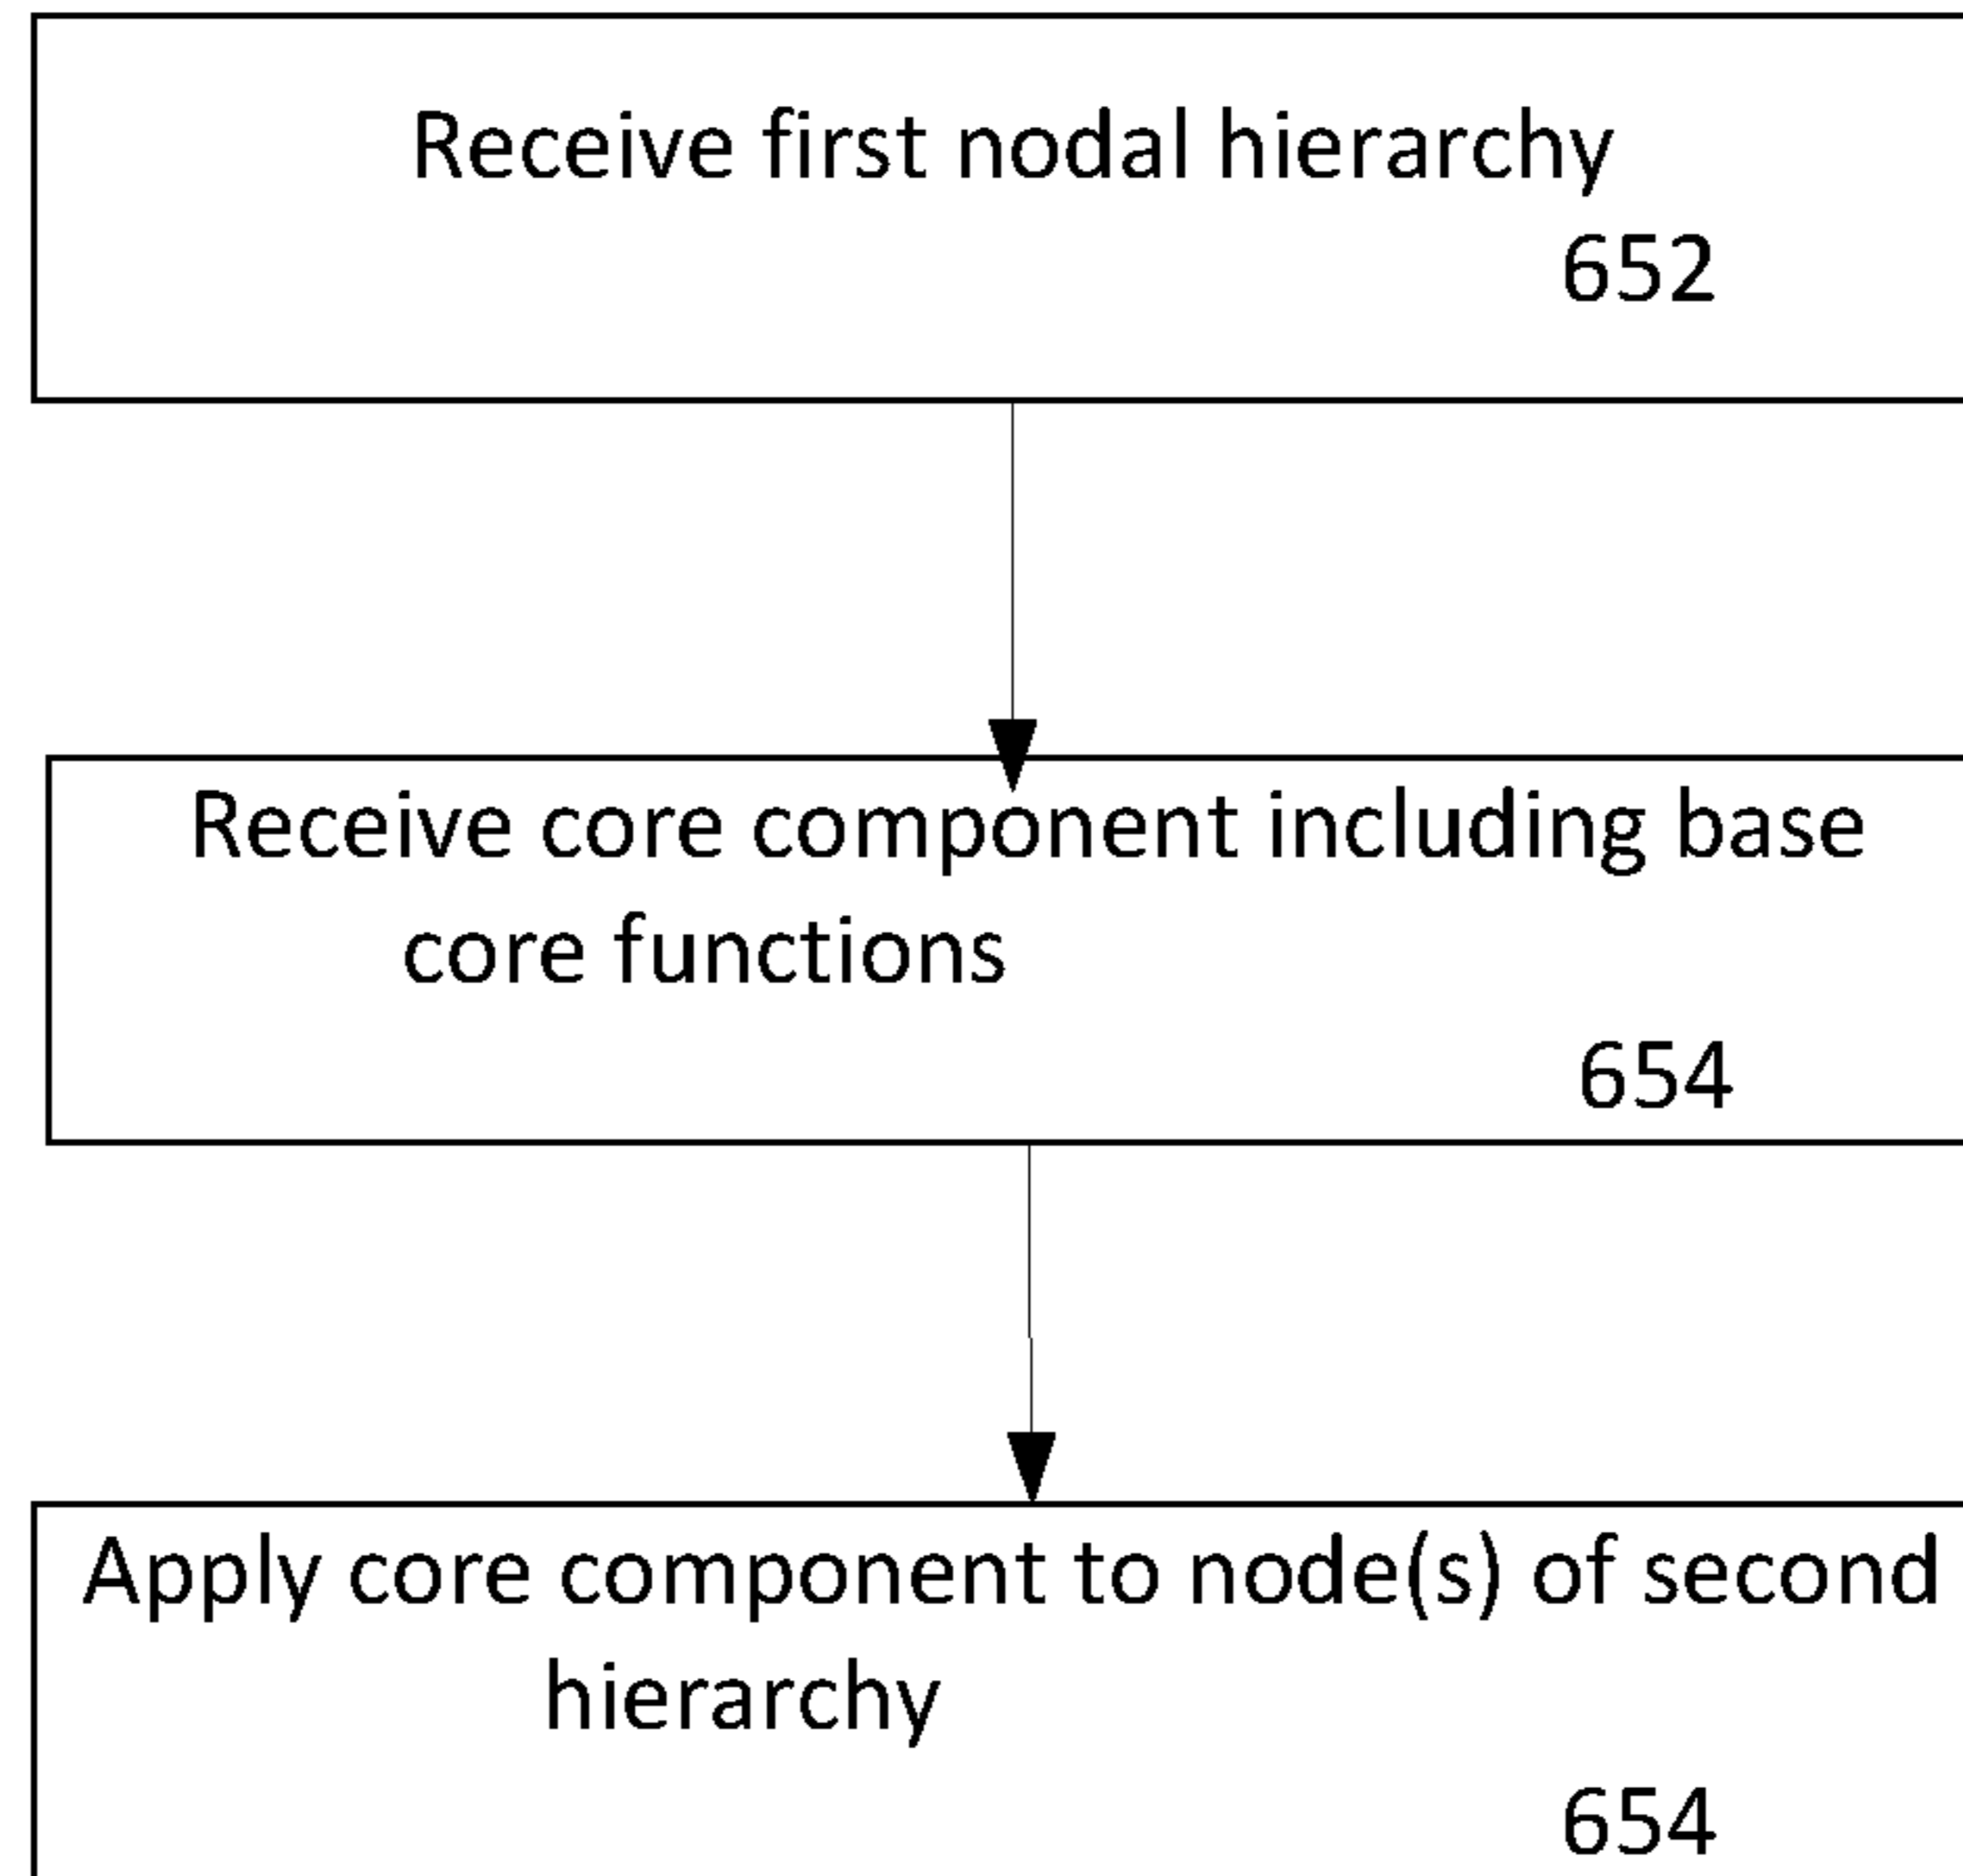 Receive first nodal hierarchy
652
Receive core component including base
core functions
654
Apply core component to node(s) of second
hierarchy
654